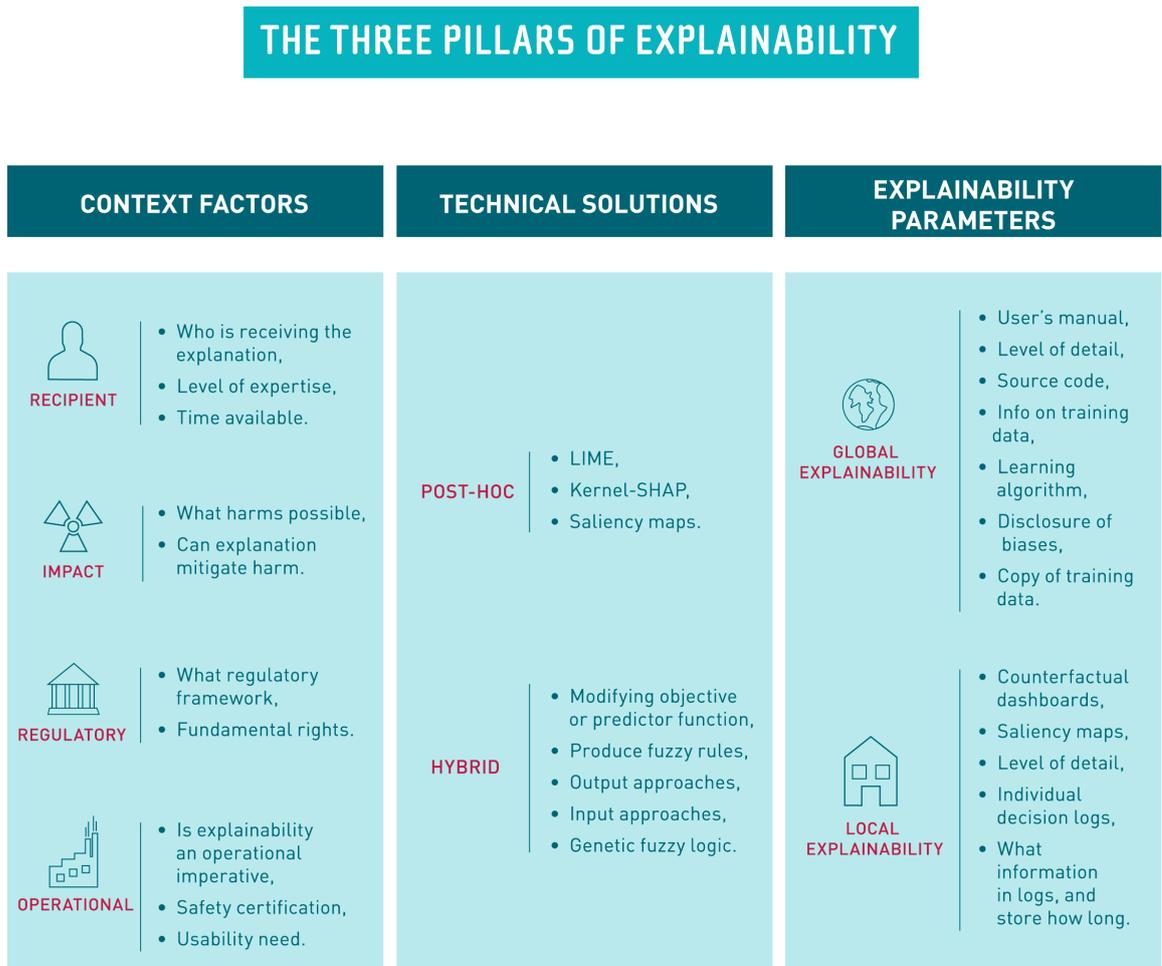 THE THREE PILLARS OF EXPLAINABILITY
CONTEXT FACTORS
RECIPIENT
• Who is receiving the
explanation,
• Level of expertise,
• Time available.
IMPACT
• What harms possible,
• Can explanation
mitigate harm.
REGULATORY
• What regulatory
framework,
• Fundamental rights.
OPERATIONAL
• Is explainability
an operational
imperative,
• Safety certification,
• Usability need.
TECHNICAL SOLUTIONS
POST-HOC
• LIME,
• Kernel-SHAP,
• Saliency maps.
HYBRID
• Modifying objective
or predictor function,
• Produce fuzzy rules,
• Output approaches,
• Input approaches,
• Genetic fuzzy logic.
EXPLAINABILITY
PARAMETERS
GLOBAL
EXPLAINABILITY
• User's manual,
• Level of detail,
• Source code,
• Info on training
data,
• Learning
algorithm,
• Disclosure of
biases,
• Copy of training
data.
LOCAL
EXPLAINABILITY
• Counterfactual
dashboards,
• Saliency maps,
• Level of detail,
• Individual
decision logs,
• What
information
in logs, and
store how long.